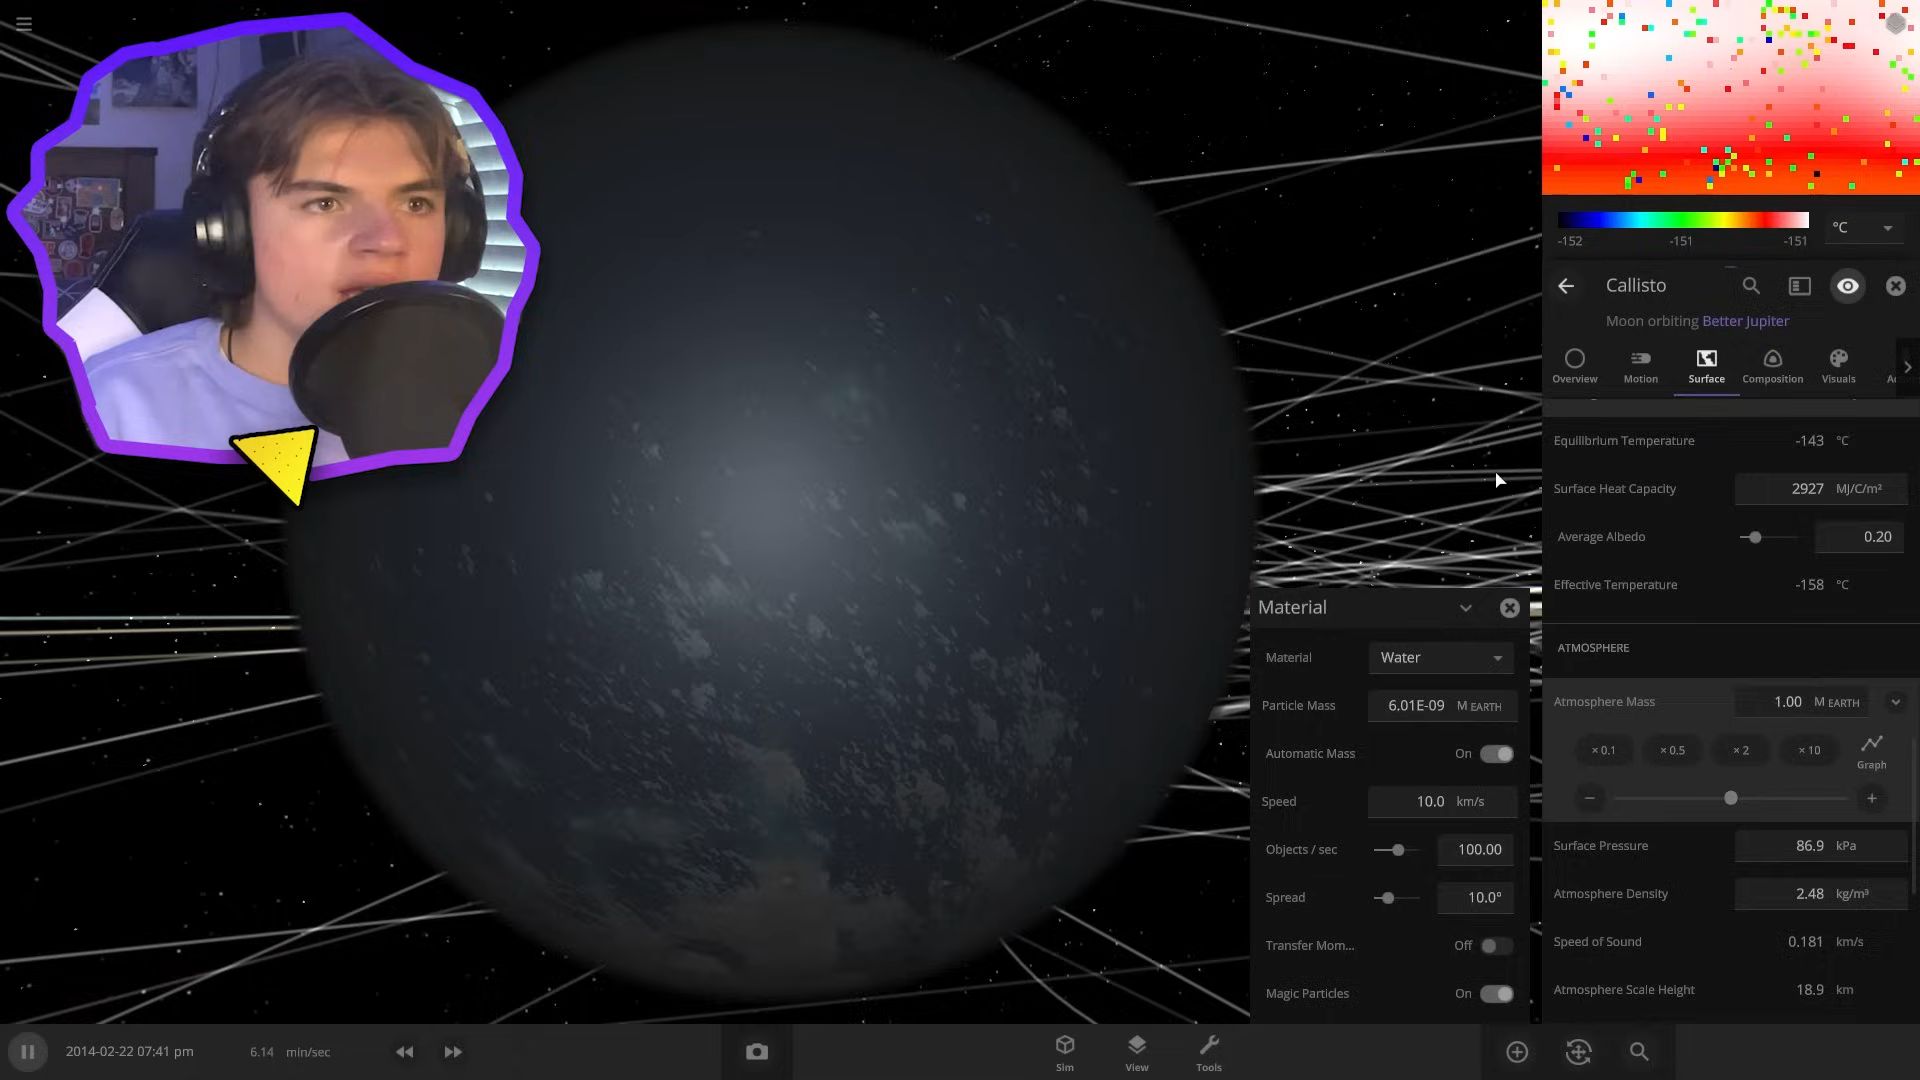 °C
-152
-151
-151
Callisto
Moon orbiting Better Jupiter
Overview
Motion
Surface
Composition
Visuals
Equilibrium Temperature
-143 °C
Surface Heat Capacity
2927 MJ/C/m²
Average Albedo
0.20
Effective Temperature
-158 °C
ATMOSPHERE
Atmosphere Mass
1.00 M EARTH
× 0.1
× 0.5
× 2
× 10
Graph
Surface Pressure
86.9 kPa
Atmosphere Density
2.48 kg/m³
Speed of Sound
0.181 km/s
Atmosphere Scale Height
18.9 km
Material
Material
Water
Particle Mass
6.01E-09 M EARTH
Automatic Mass
On
Speed
10.0 km/s
Objects / sec
100.00
Spread
10.0°
Transfer Mom...
Off
Magic Particles
On
2014-02-22 07:41 pm
6.14 min/sec
Sim
View
Tools